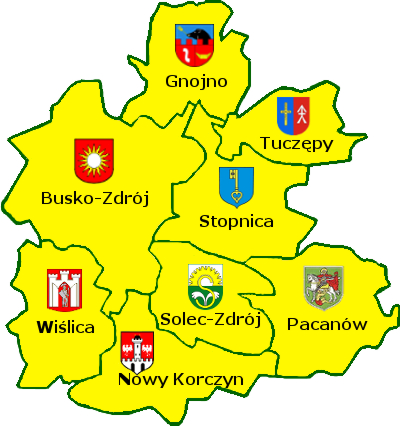 Gnojno
Tuczępy
Busko-Zdrój
Stopnica
Wiślica
Solec-Zdrój
Pacanów
Nowy Korczyn